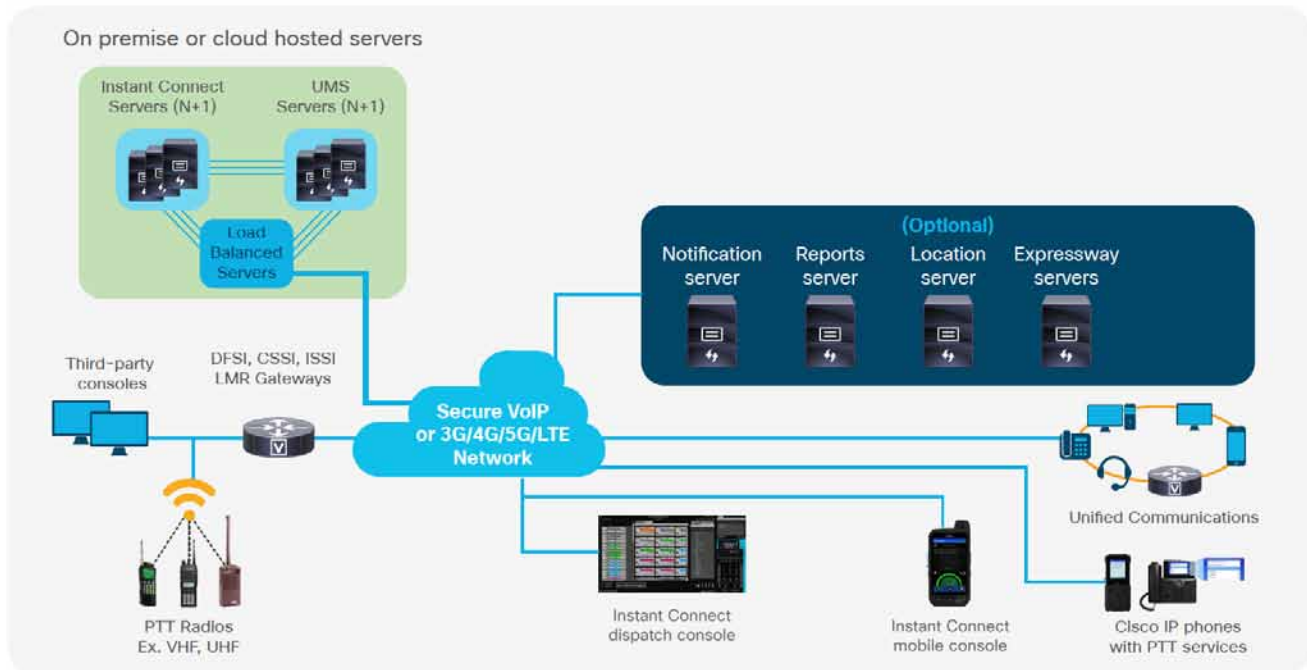 On premise or cloud hosted servers
Instant Connect
Servers (N+1)
UMS
Servers (N+1)
Load
Balanced
Servers
(Optional)
Notification
server
Reports
server
Location
server
Expressway
servers
Third-party
consoles
DFSI, CSSI, ISSI
LMR Gateways
V
Secure VoIP
or 3G/4G/5G/LTE
Network
V
Unified Communications
PTT Radios
Ex. VHF, UHF
Instant Connect
dispatch console
Instant Connect
mobile console
Cisco IP phones
with PTT services